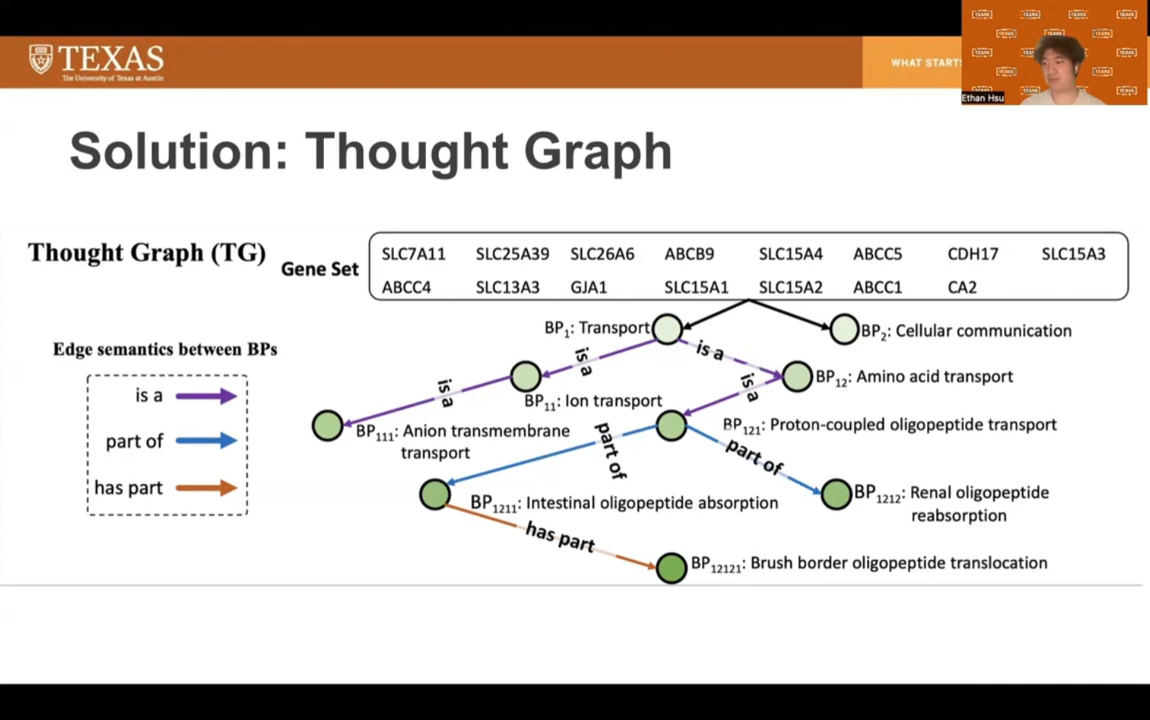 TEXAS
The University of Texas at Austin
WHAT START
Ethan Hsu
Solution: Thought Graph
Thought Graph (TG)
Gene Set
SLC7A11 SLC25A39 SLC26A6 ABCB9 SLC15A4 ABCC5 CDH17 SLC15A3
ABCC4 SLC13A3 GJA1 SLC15A1 SLC15A2 ABCC1 CA2
BP1: Transport
BP2: Cellular communication
Edge semantics between BPs
is a
part of
has part
is a
is a
BP12: Amino acid transport
is a
is a
BP11: Ion transport
BP111: Anion transmembrane
transport
BP121: Proton-coupled oligopeptide transport
part of
part of
BP1211: Intestinal oligopeptide absorption
BP1212: Renal oligopeptide
reabsorption
has part
BP12121: Brush border oligopeptide translocation